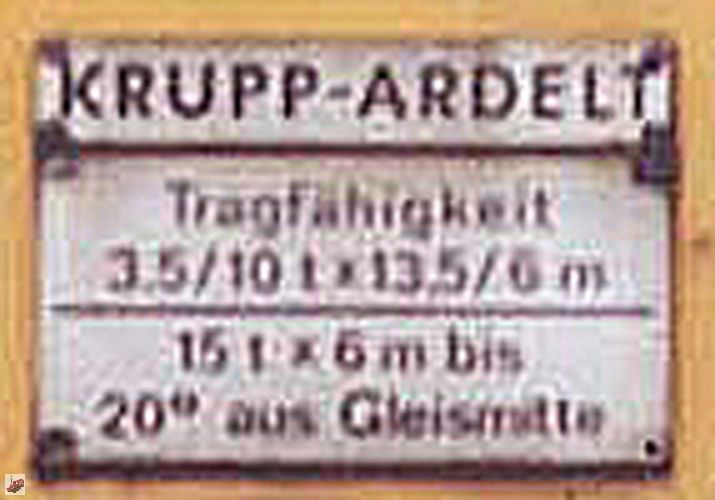 KRUPP-ARDELT
Tragfähigkeit
3,5/10 t x 13,5/6 m
15 t x 6 m bis
20° aus Gleismitte